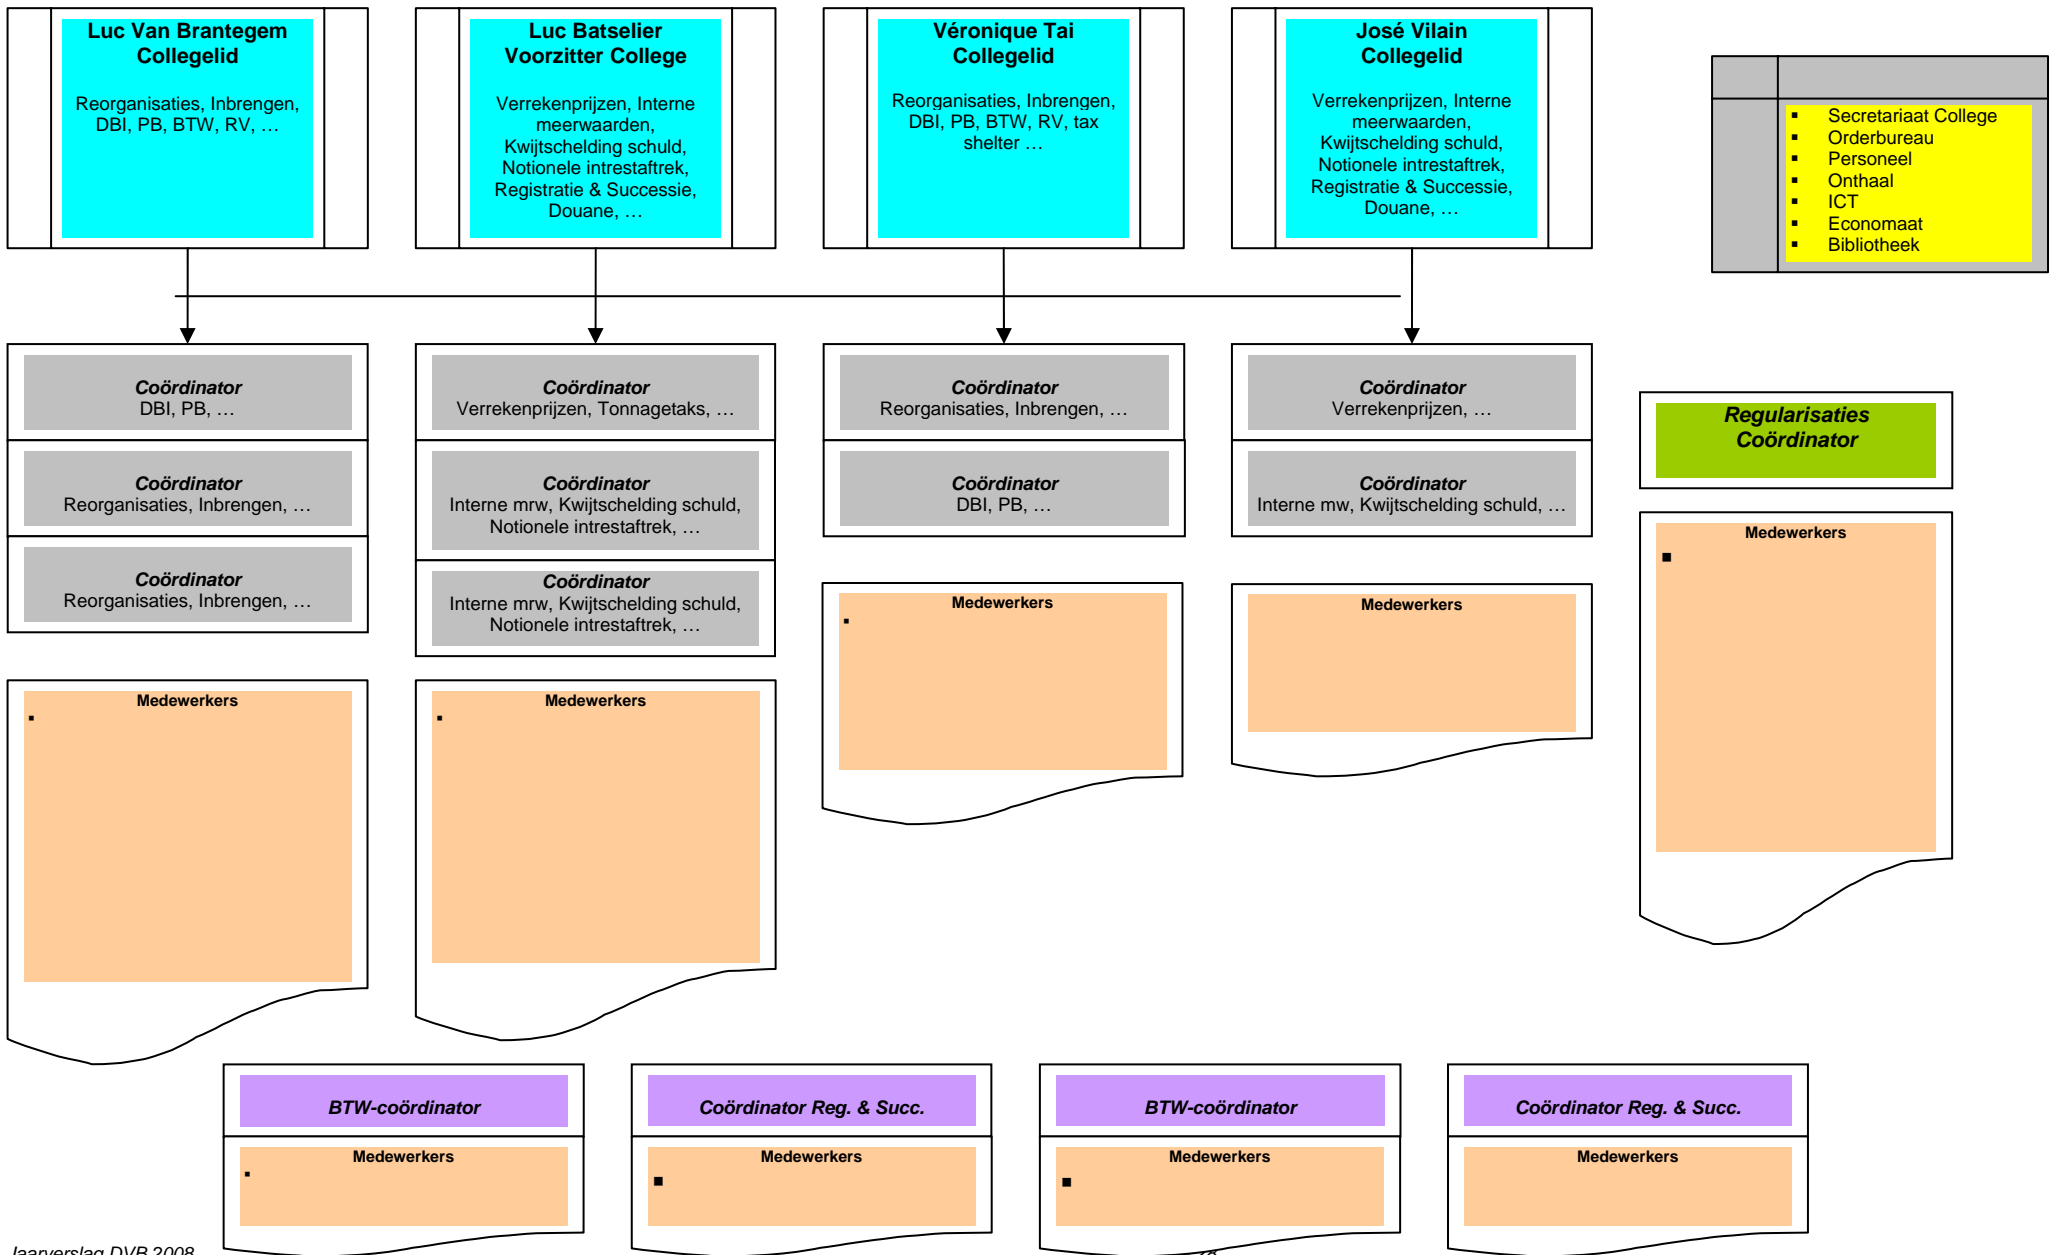 Luc Van Brantegem
Collegelid
Reorganisaties, Inbrengen,
DBI, PB, BTW, RV, …
Luc Batselier
Voorzitter College
Verrekenprijzen, Interne
meerwaarden,
Kwijtschelding schuld,
Notionele intrestaftrek,
Registratie & Successie,
Douane, …
Véronique Tai
Collegelid
Reorganisaties, Inbrengen,
DBI, PB, BTW, RV, tax
shelter …
José Vilain
Collegelid
Verrekenprijzen, Interne
meerwaarden,
Kwijtschelding schuld,
Notionele intrestaftrek,
Registratie & Successie,
Douane, …
▪ Secretariaat College
▪ Orderbureau
▪ Personeel
▪ Onthaal
▪ ICT
▪ Economaat
▪ Bibliotheek
Coördinator
DBI, PB, …
Coördinator
Reorganisaties, Inbrengen, …
Coördinator
Reorganisaties, Inbrengen, …
Coördinator
Verrekenprijzen, Tonnagetaks, …
Coördinator
Interne mrw, Kwijtschelding schuld,
Notionele intrestaftrek, …
Coördinator
Interne mrw, Kwijtschelding schuld,
Notionele intrestaftrek, …
Coördinator
Reorganisaties, Inbrengen, …
Coördinator
DBI, PB, …
Coördinator
Verrekenprijzen, …
Coördinator
Interne mw, Kwijtschelding schuld, …
Regularisaties
Coördinator
Medewerkers
Medewerkers
Medewerkers
Medewerkers
Medewerkers
BTW-coördinator
Medewerkers
Coördinator Reg. & Succ.
Medewerkers
BTW-coördinator
Medewerkers
Coördinator Reg. & Succ.
Medewerkers
Jaarverslag DVB 2008